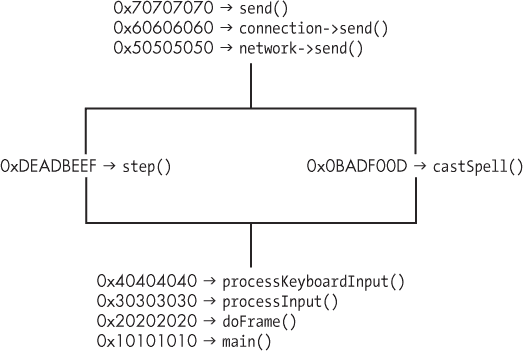 0x70707070 → send()
0x60606060 → connection->send()
0x50505050 → network->send()
0xDEADBEEF → step()
0x0BADF00D → castSpell()
0x40404040 → processKeyboardInput()
0x30303030 → processInput()
0x20202020 → doFrame()
0x10101010 → main()